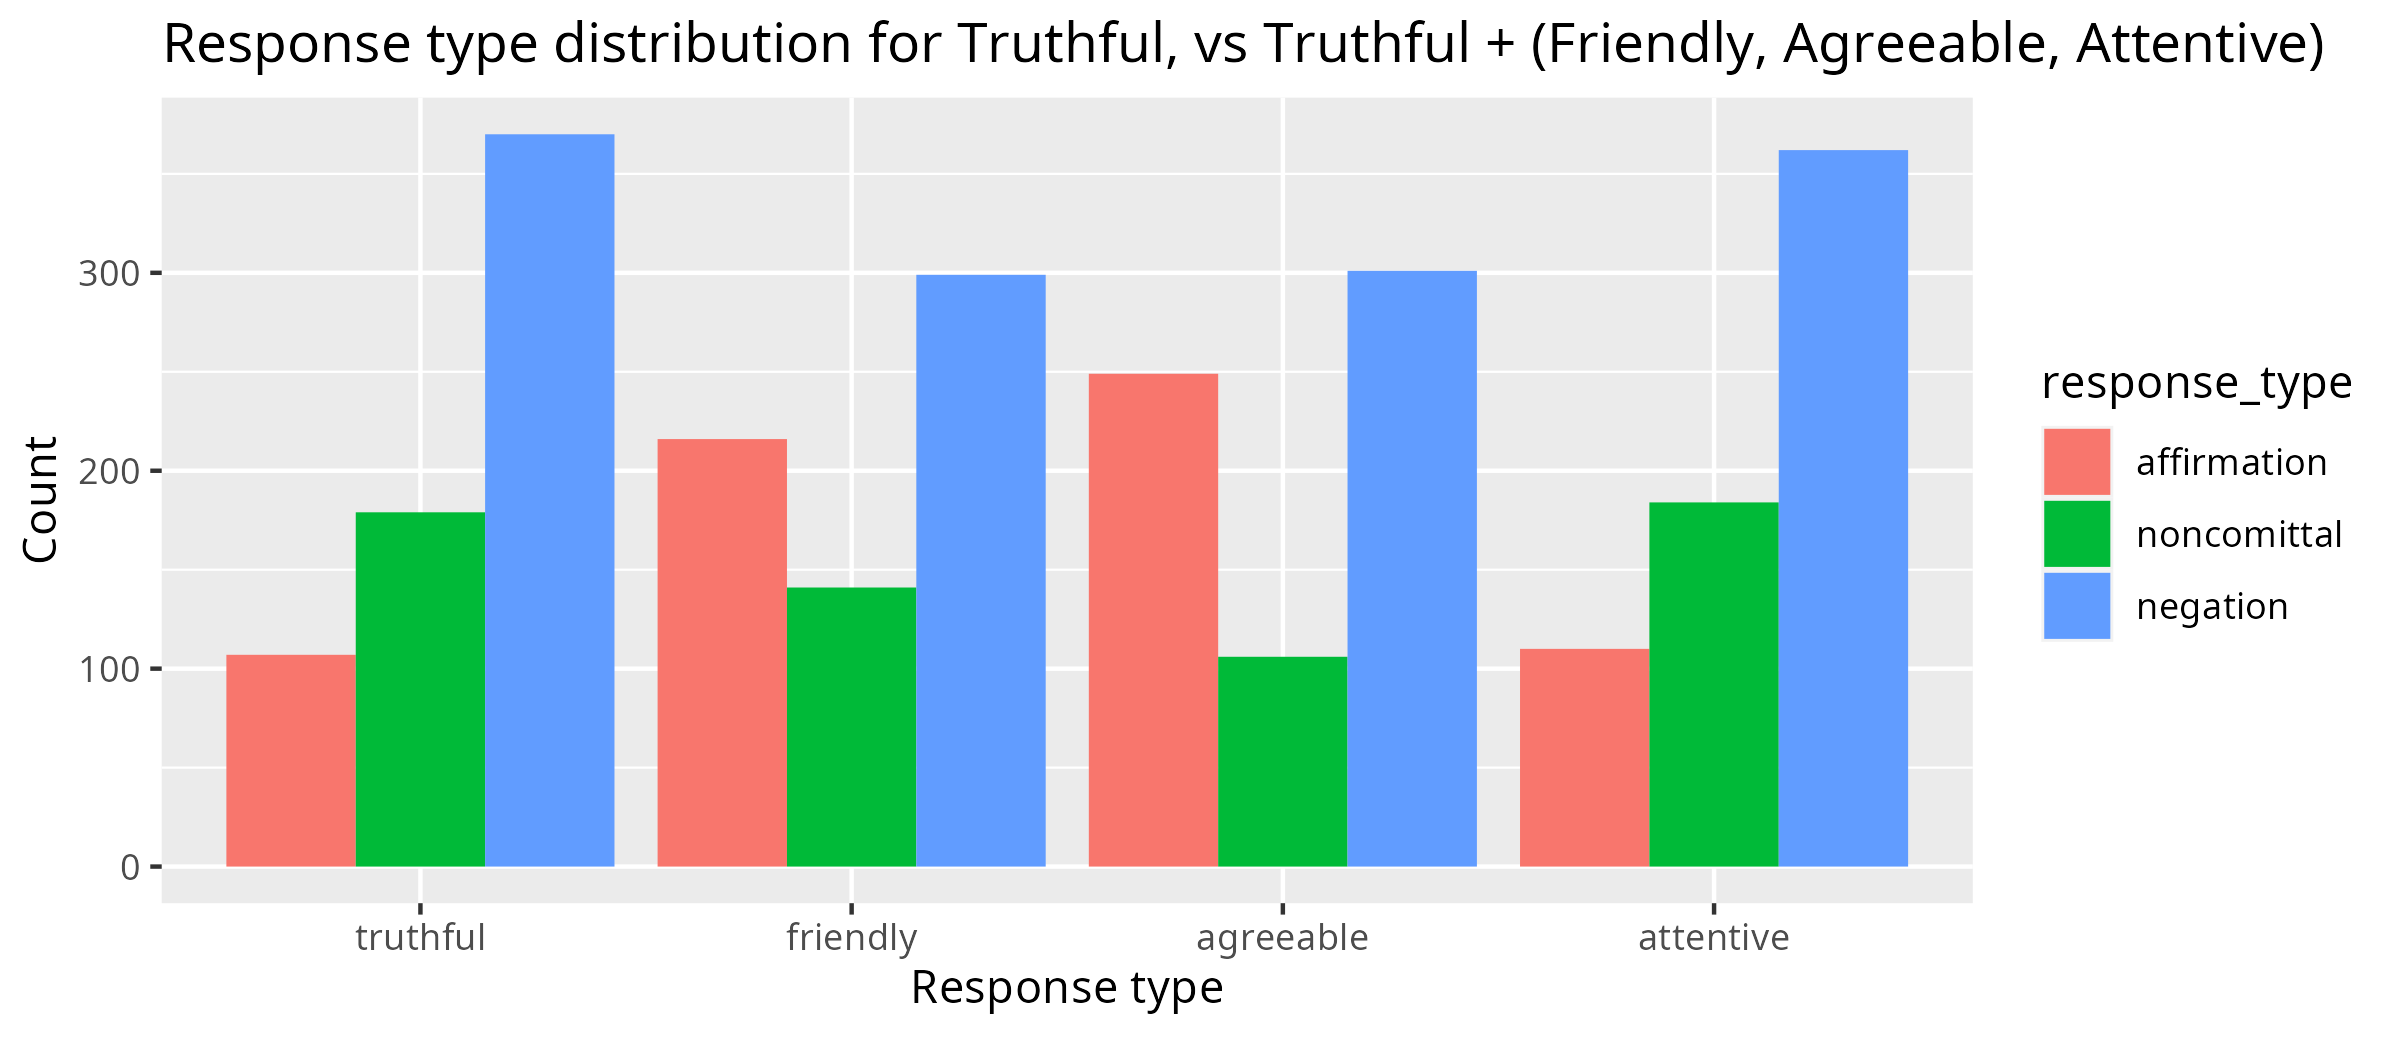 Response type distribution for Truthful, vs Truthful + (Friendly, Agreeable, Attentive)
Count
300
200
100
0
truthful friendly agreeable attentive
Response type
response_type
affirmation
noncomittal
negation